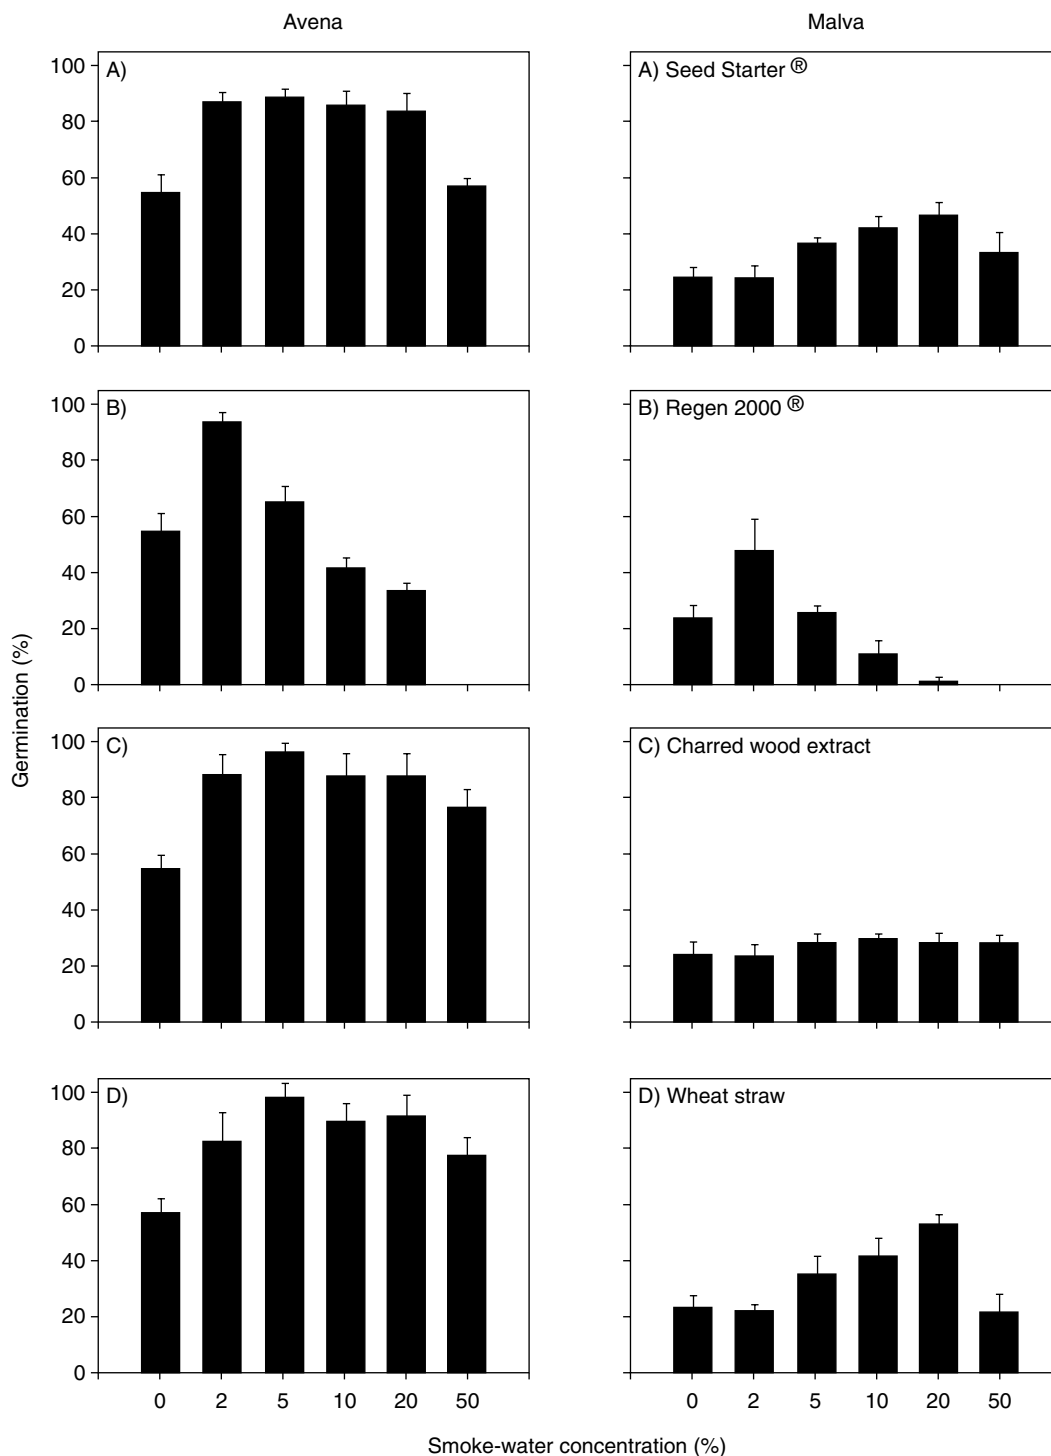 Avena
Malva
A)
100
80
60
40
20
0
A) Seed Starter ®
B)
100
80
60
40
20
0
B) Regen 2000 ®
C)
100
80
60
40
20
0
C) Charred wood extract
D)
100
80
60
40
20
0
D) Wheat straw
0 2 5 10 20 50
0 2 5 10 20 50
Germination (%)
Smoke-water concentration (%)